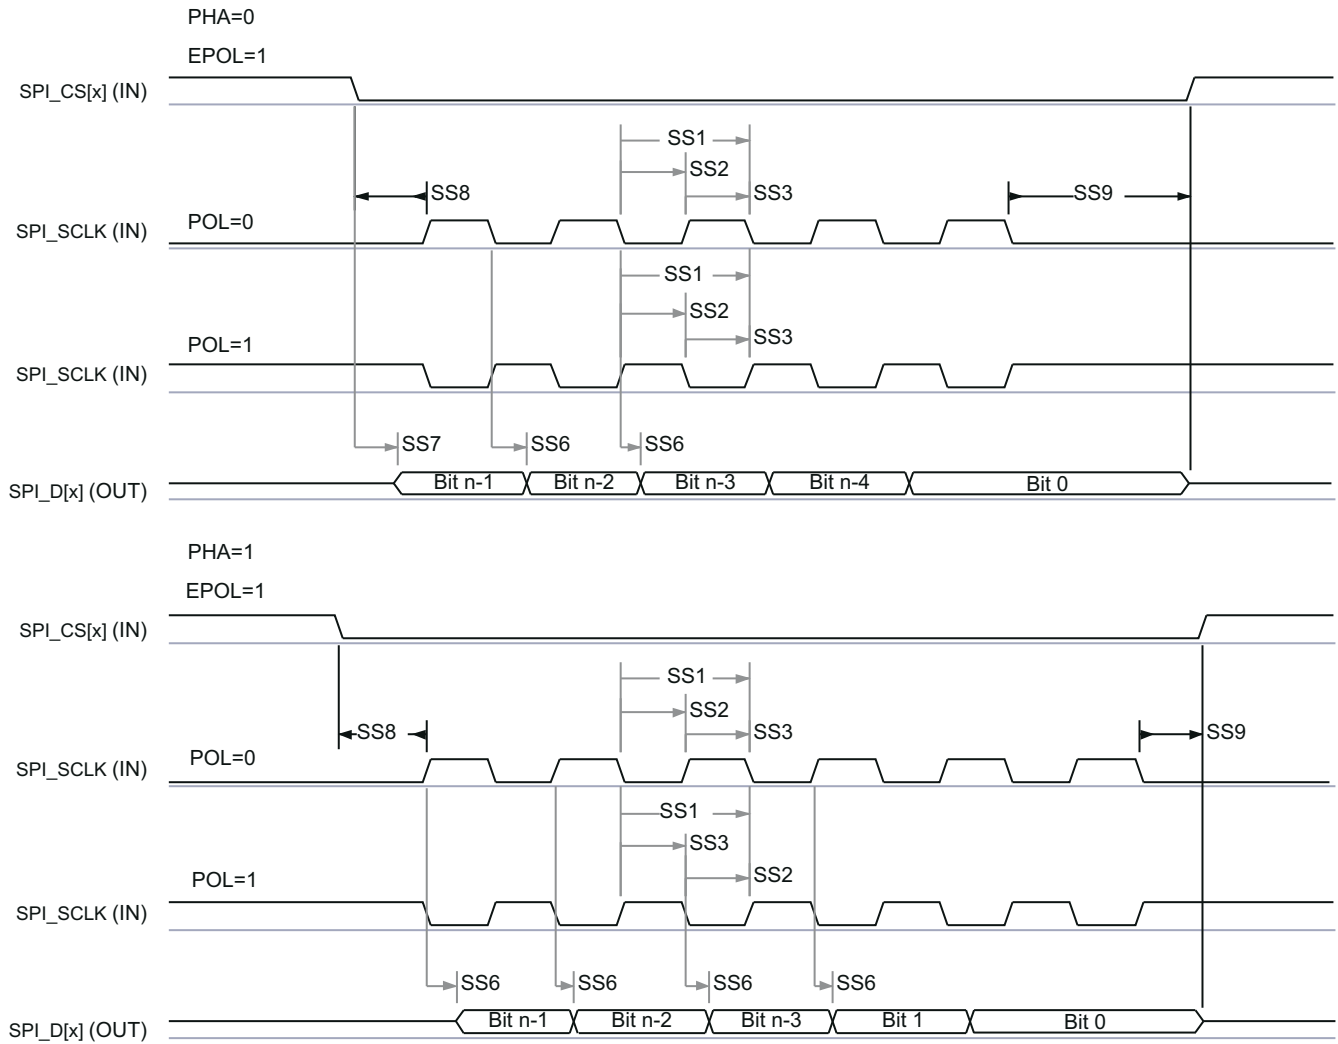 PHA=0
EPOL=1
SPI_CS[x] (IN)
SS1
SS2
SS8
SS3
SS9
POL=0
SPI_SCLK (IN)
SS1
SS2
SS3
POL=1
SPI_SCLK (IN)
SS7
SS6
SS6
SPI_D[x] (OUT)
Bit n-1
Bit n-2
Bit n-3
Bit n-4
Bit 0
PHA=1
EPOL=1
SPI_CS[x] (IN)
SS1
SS2
SS8
SS3
SS9
POL=0
SPI_SCLK (IN)
SS1
SS3
SS2
POL=1
SPI_SCLK (IN)
SS6
SS6
SS6
SS6
SPI_D[x] (OUT)
Bit n-1
Bit n-2
Bit n-3
Bit 1
Bit 0